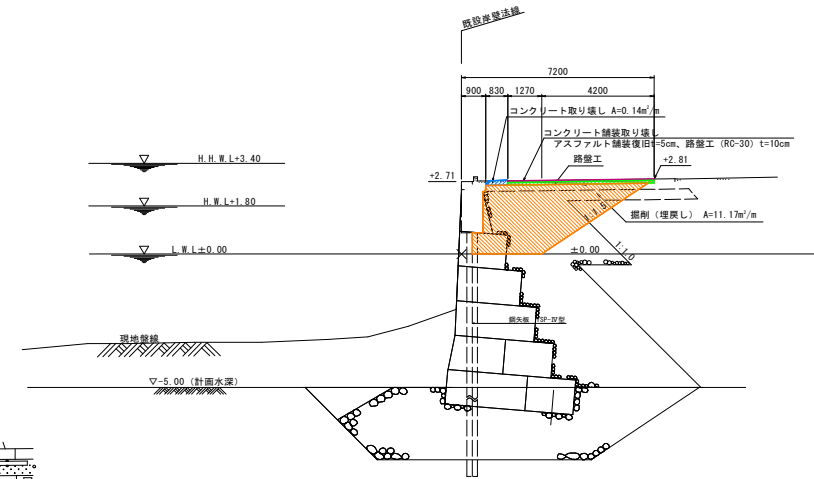 既設岸壁法線
7200
900 830 1270 4200
コンクリート取り壊し A=0.14m²/m
コンクリート舗装取り壊し
アスファルト舗装復旧t=5cm、路盤工（RC-30）t=10cm
路盤工
+2.81
H.H.W.L+3.40
+2.71
H.W.L+1.80
1:1.5
掘削（埋戻し） A=11.17m²/m
1:1.0
L.W.L±0.00
±0.00
鋼矢板 YSP-Ⅳ型
現地盤線
▽-5.00（計画水深）